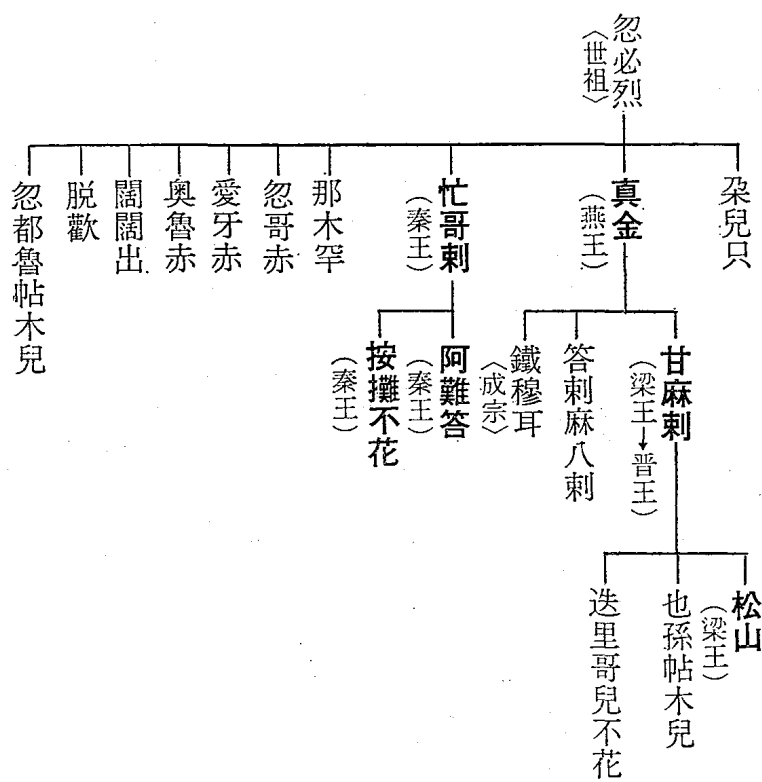 忽必烈
〈世祖〉
朶兒只
真金
（燕王）
忙哥剌
（秦王）
那木罕
忽哥赤
愛牙赤
奥魯赤
闊闊出
脱歡
忽都魯帖木兒
甘麻剌
（梁王→晋王）
答剌麻八剌
鐵穆耳
〈成宗〉
阿難答
（秦王）
按攤不花
（秦王）
松山
（梁王）
也孫帖木兒
迭里哥兒不花